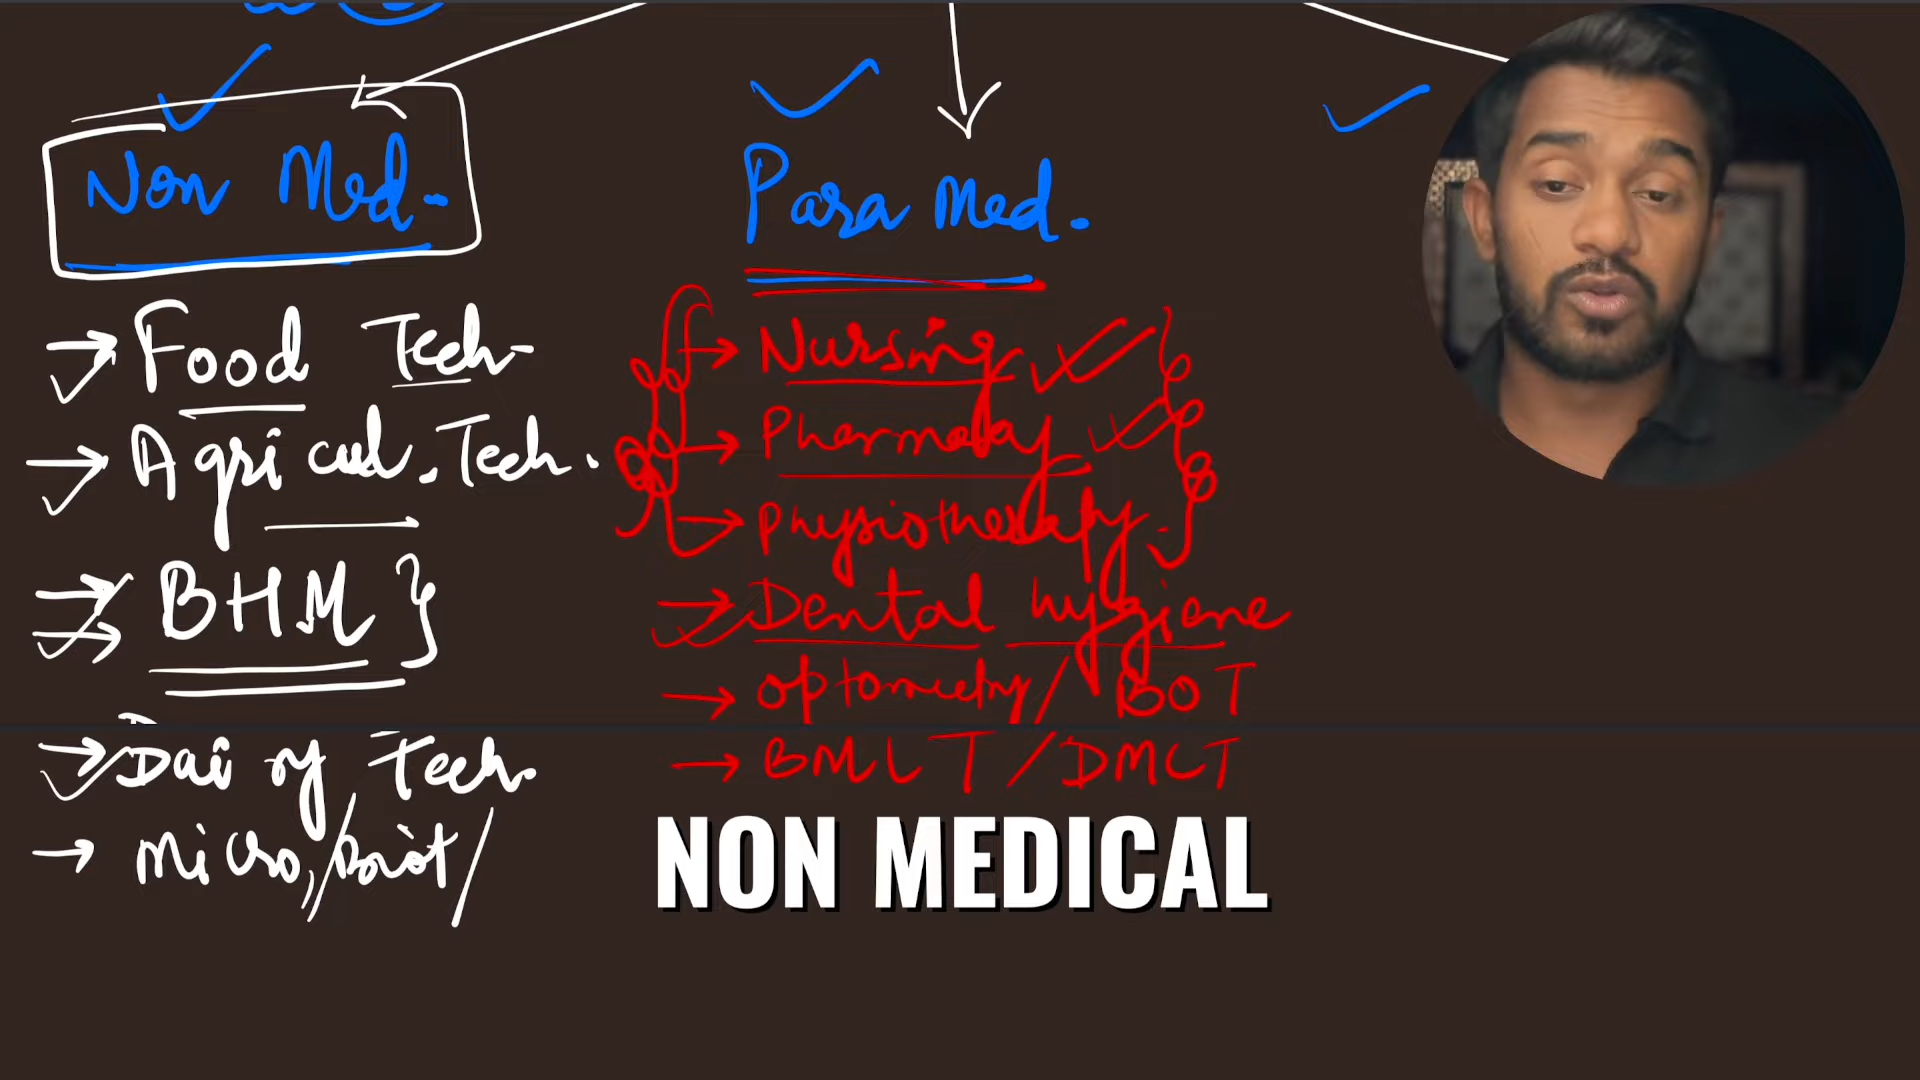 Non Med.
Food Tech-
Agricul. Tech.
BHM }
Dairy Tech.
Micro,
Para Med.
Nursing
Pharmacy
Physiotherapy.
Dental hygiene
optometry / BOT
BMLT / DMLT
NON MEDICAL